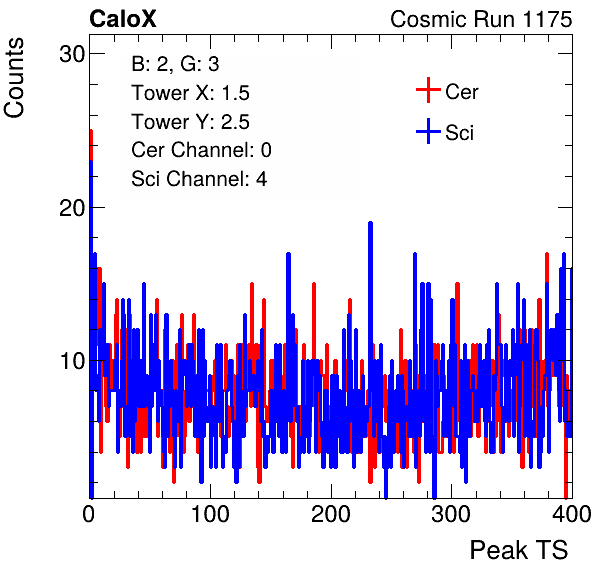 CaloX Cosmic Run 1175
Counts
30
20
10
B: 2, G: 3
Tower X: 1.5
Tower Y: 2.5
Cer Channel: 0
Sci Channel: 4
Cer
Sci
0 100 200 300 400
Peak TS